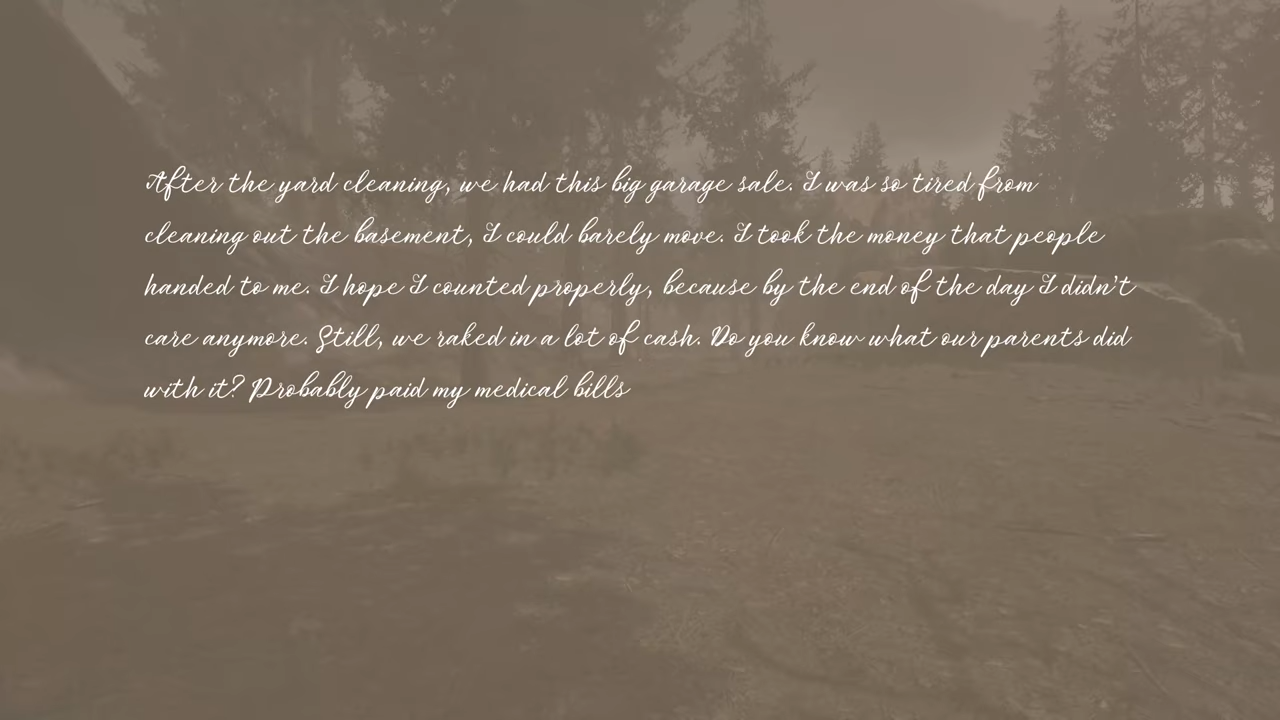 After the yard cleaning, we had this big garage sale. I was so tired from
cleaning out the basement, I could barely move. I took the money that people
handed to me. I hope I counted properly, because by the end of the day I didn't
care anymore. Still, we raked in a lot of cash. Do you know what our parents did
with it? Probably paid my medical bills